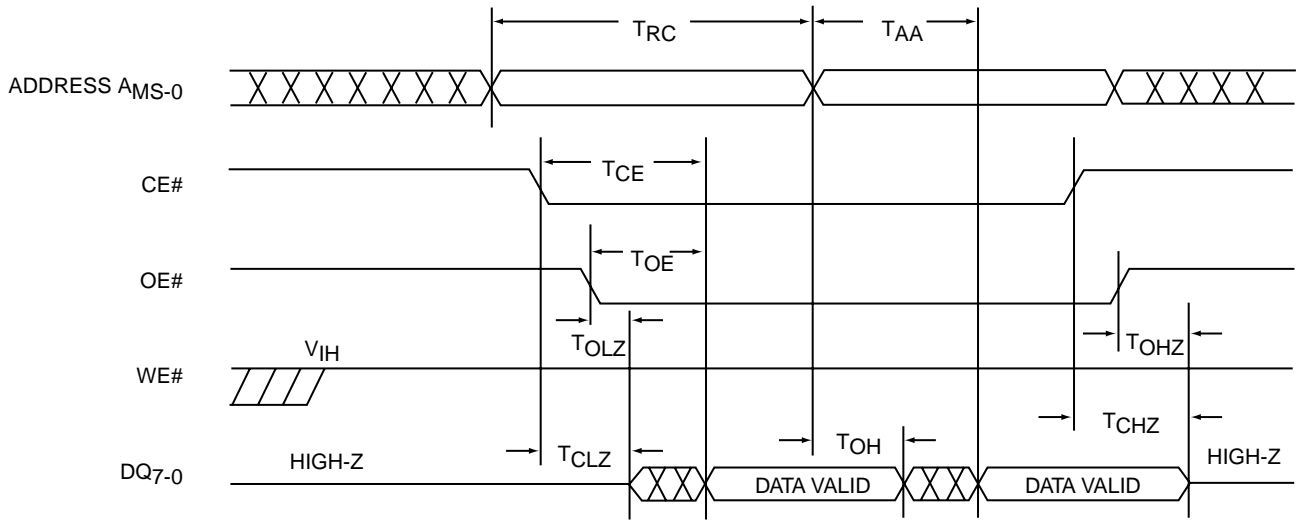 TRC
TAA
ADDRESS AMS-0
TCE
CE#
TOE
OE#
TOLZ
TOHZ
VIH
WE#
TCHZ
TOH
TCLZ
HIGH-Z
HIGH-Z
DQ7-0
DATA VALID
DATA VALID